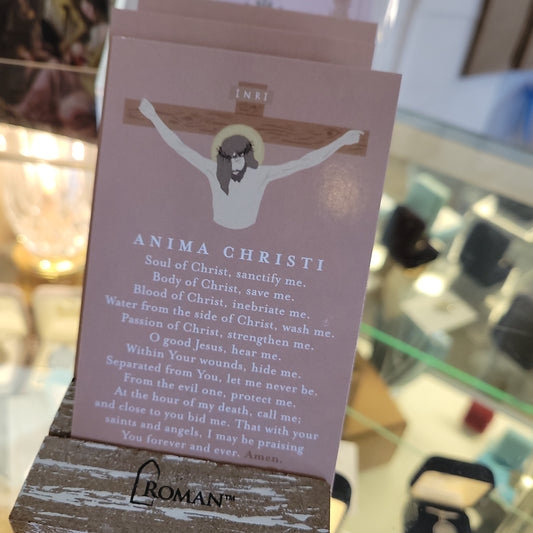 INRI
ANIMA CHRISTI
Soul of Christ, sanctify me.
Body of Christ, save me.
Blood of Christ, inebriate me.
Water from the side of Christ, wash me.
Passion of Christ, strengthen me.
O good Jesus, hear me.
Within Your wounds, hide me.
Separated from You, let me never be.
From the evil one, protect me.
At the hour of my death, call me;
and close to you bid me. That with your
saints and angels, I may be praising
You forever and ever. Amen.
ROMAN™